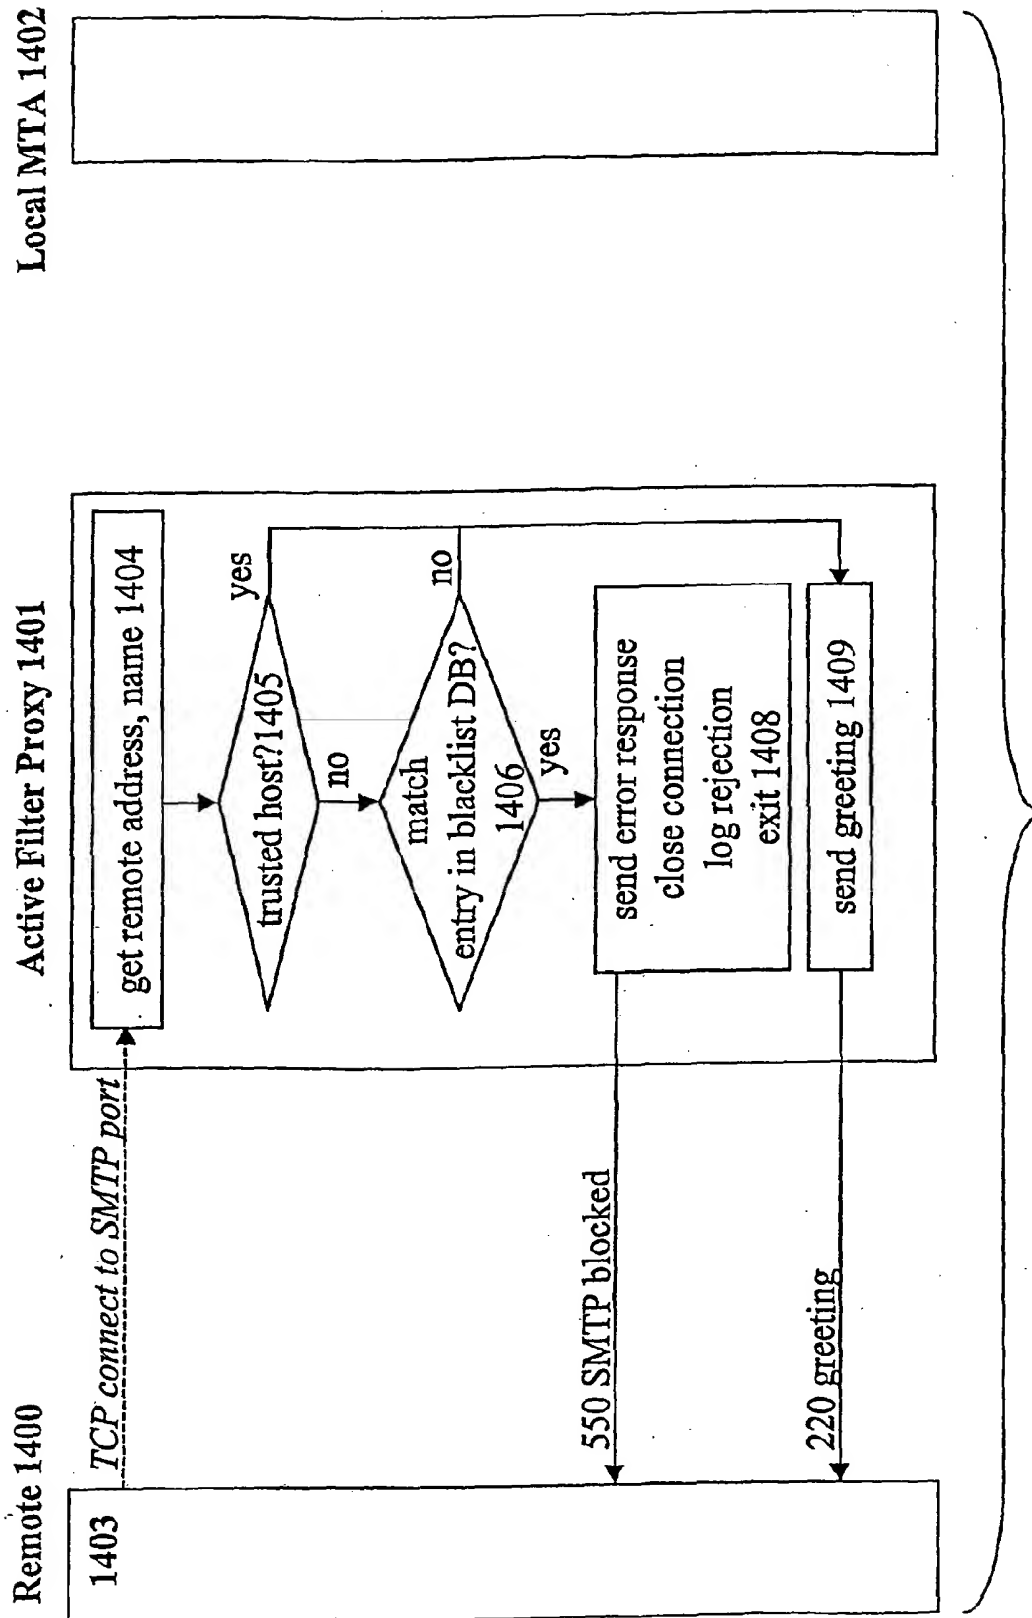 Remote 1400
Active Filter Proxy 1401
Local MTA 1402
1403
TCP connect to SMTP port
get remote address, name 1404
trusted host?1405
yes
no
match
entry in blacklist DB?
1406
no
yes
send error response
close connection
log rejection
exit 1408
550 SMTP blocked
send greeting 1409
220 greeting